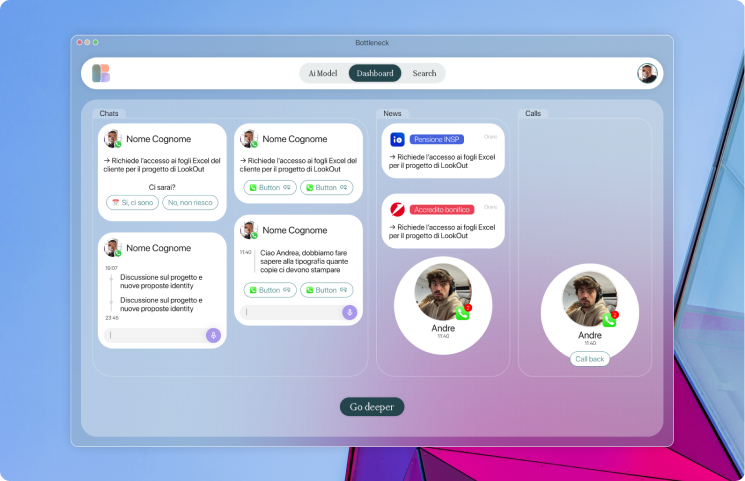 Bottleneck
Ai Model
Dashboard
Search
Chats
Nome Cognome
→ Richiede l'accesso ai fogli Excel del
cliente per il progetto di LookOut
Ci sarai?
Sì, ci sono
No, non riesco
Nome Cognome
19:07
Discussione sul progetto e
nuove proposte identity
Discussione sul progetto e
nuove proposte identity
23:45
Nome Cognome
→ Richiede l'accesso ai fogli Excel del
cliente per il progetto di LookOut
Button
Button
Nome Cognome
11:40
Ciao Andrea, dobbiamo fare
sapere alla tipografia quante
copie ci devono stampare
Button
Button
News
Pensione INSP
Orario
→ Richiede l'accesso ai fogli Excel
per il progetto di LookOut
Accredito bonifico
Orario
→ Richiede l'accesso ai fogli Excel
per il progetto di LookOut
Andre
11:40
Calls
Andre
11:40
Call back
Go deeper